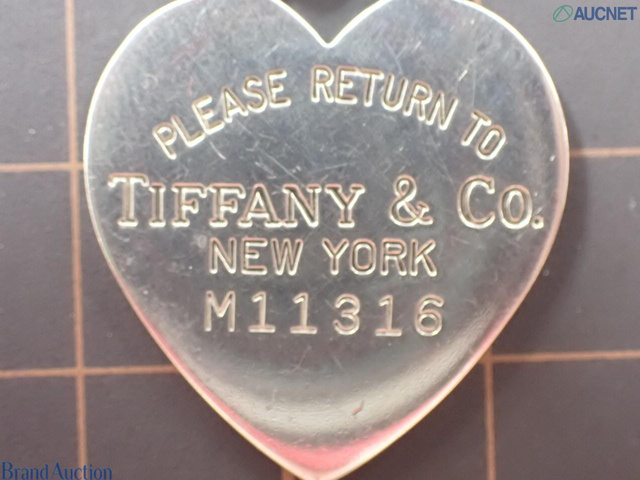 AUCNET
PLEASE RETURN TO
TIFFANY & CO.
NEW YORK
M11316
Brand Auction